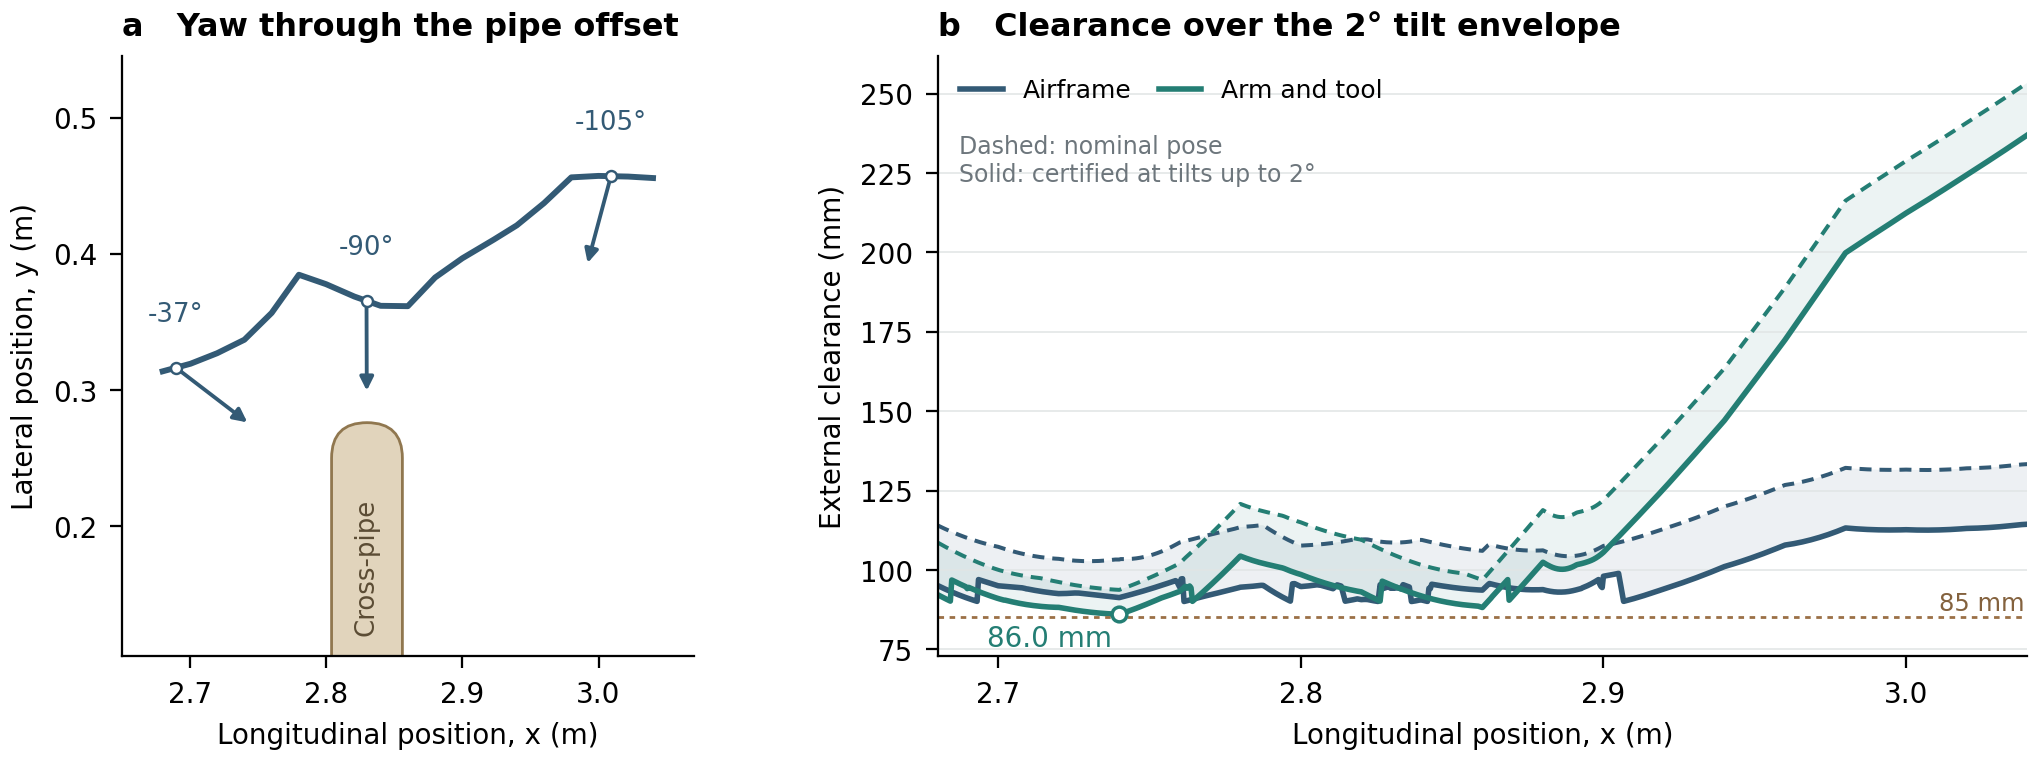 a Yaw through the pipe offset
Lateral position, y (m)
0.5
0.4
0.3
0.2
-37°
-90°
-105°
Cross-pipe
2.7 2.8 2.9 3.0
Longitudinal position, x (m)
b Clearance over the 2° tilt envelope
External clearance (mm)
250
225
200
175
150
125
100
75
Airframe Arm and tool
Dashed: nominal pose
Solid: certified at tilts up to 2°
85 mm
86.0 mm
2.7 2.8 2.9 3.0
Longitudinal position, x (m)